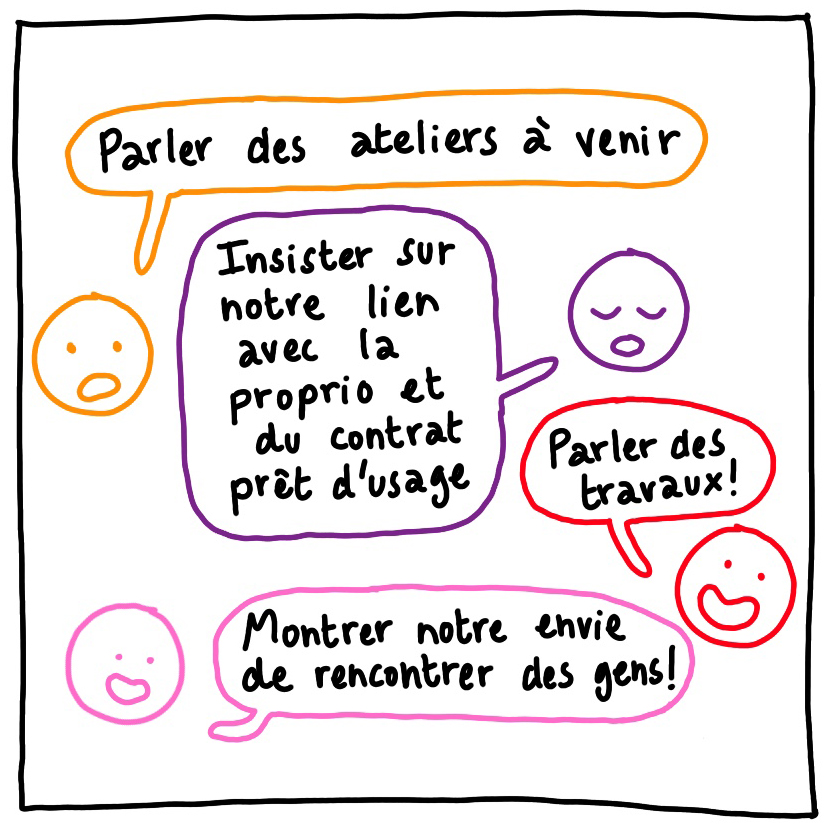 Parler des ateliers à venir
Insister sur
notre lien
avec la
proprio et
du contrat
prêt d'usage
Parler des
travaux!
Montrer notre envie
de rencontrer des gens!